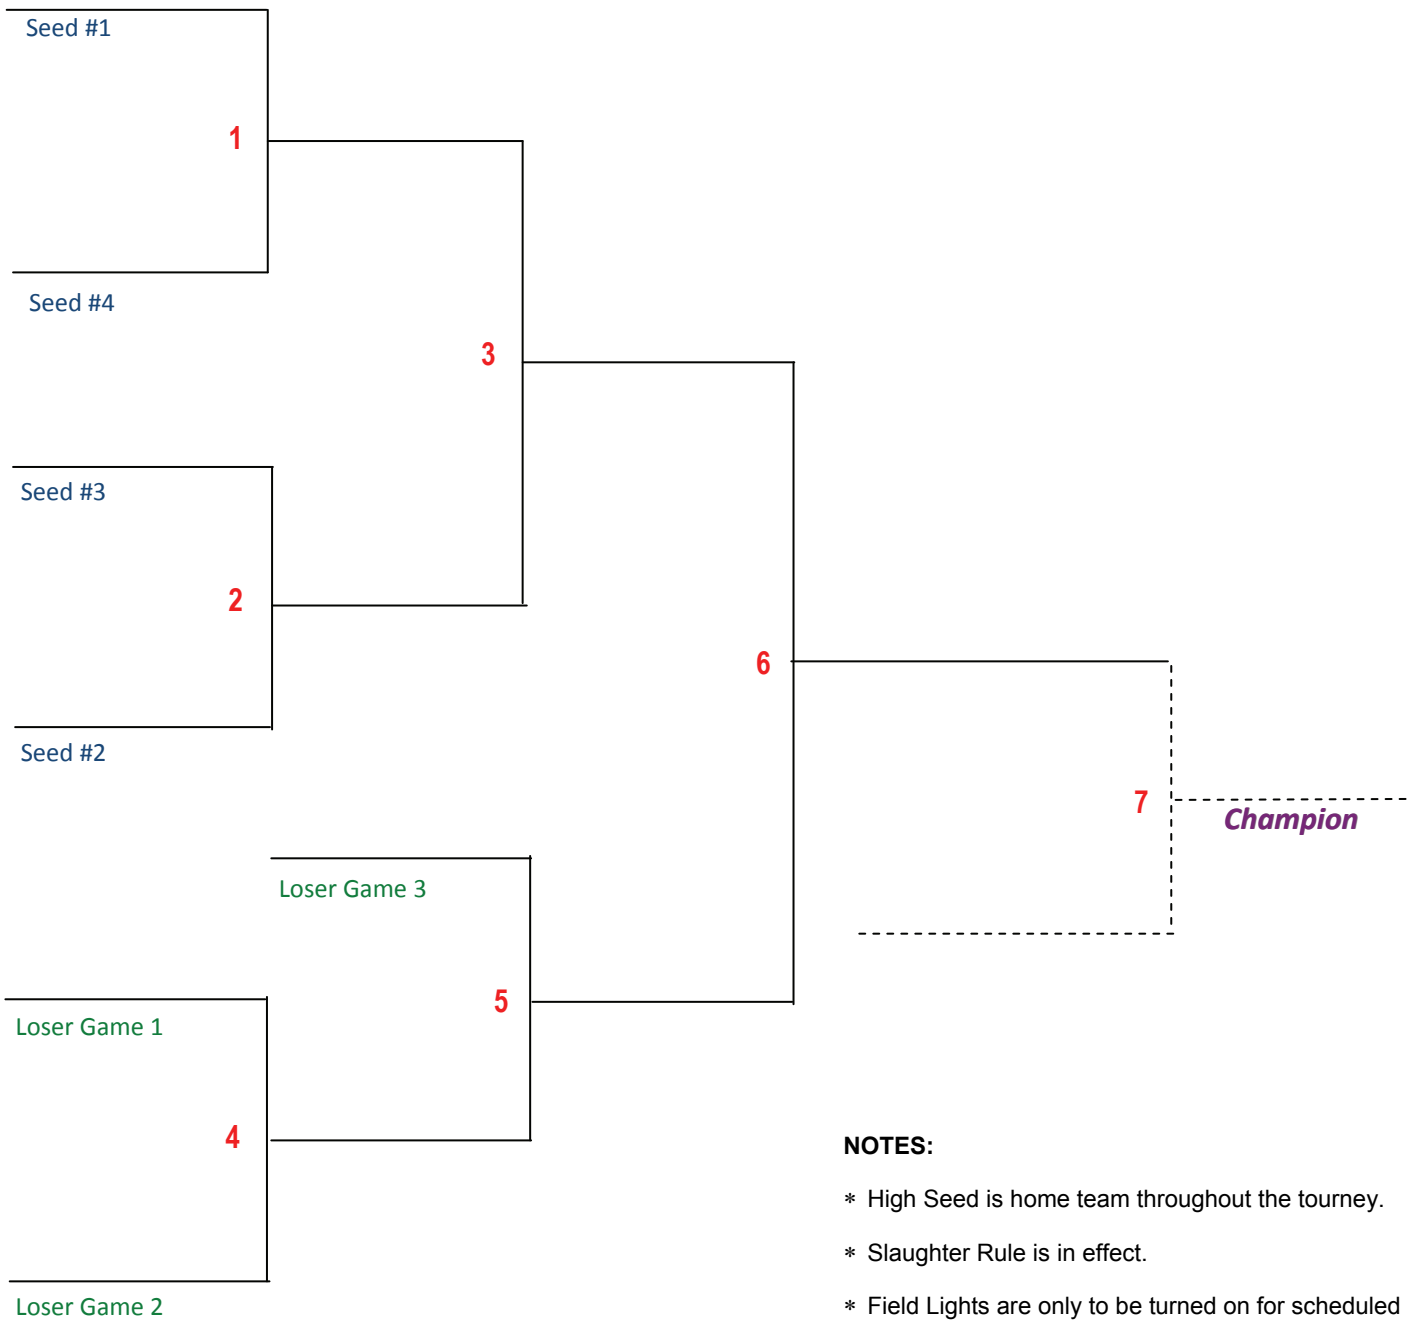 Seed #1
1
Seed #4
3
Seed #3
2
6
Seed #2
7
Champion
Loser Game 3
5
Loser Game 1
4
Loser Game 2
NOTES:
* High Seed is home team throughout the tourney.
* Slaughter Rule is in effect.
* Field Lights are only to be turned on for scheduled